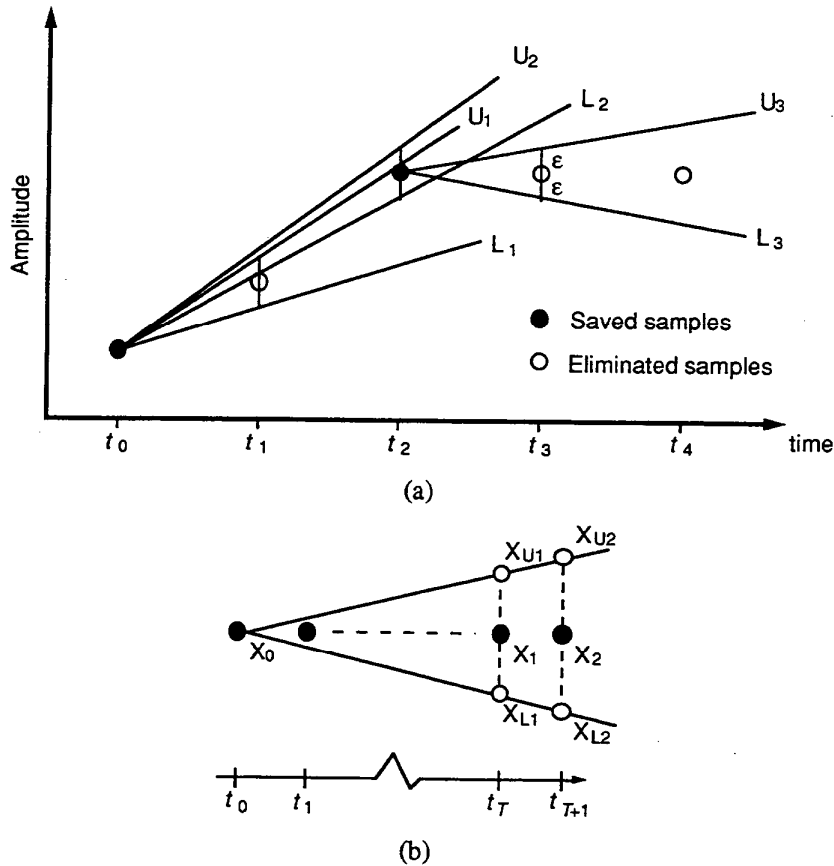 U2
U1
L2
U3
ε
ε
L1
L3
Amplitude
Saved samples
Eliminated samples
t0 t1 t2 t3 t4 time
(a)
XU1 XU2
X0 X1 X2
XL1 XL2
t0 t1 tT tT+1
(b)